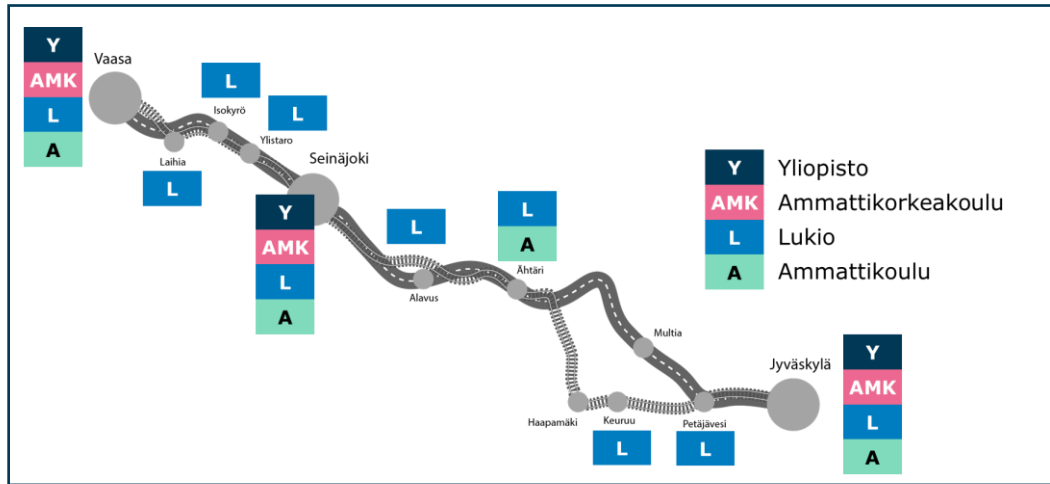 Y
AMK
L
A
Vaasa
Laihia
L
L
Isokyrö
L
Ylistaro
Seinäjoki
Y
AMK
L
A
L
Alavus
L
A
Ähtäri
Multia
Haapamäki
Keuruu
L
Petäjävesi
L
Jyväskylä
Y
AMK
L
A
Y Yliopisto
AMK Ammattikorkeakoulu
L Lukio
A Ammattikoulu